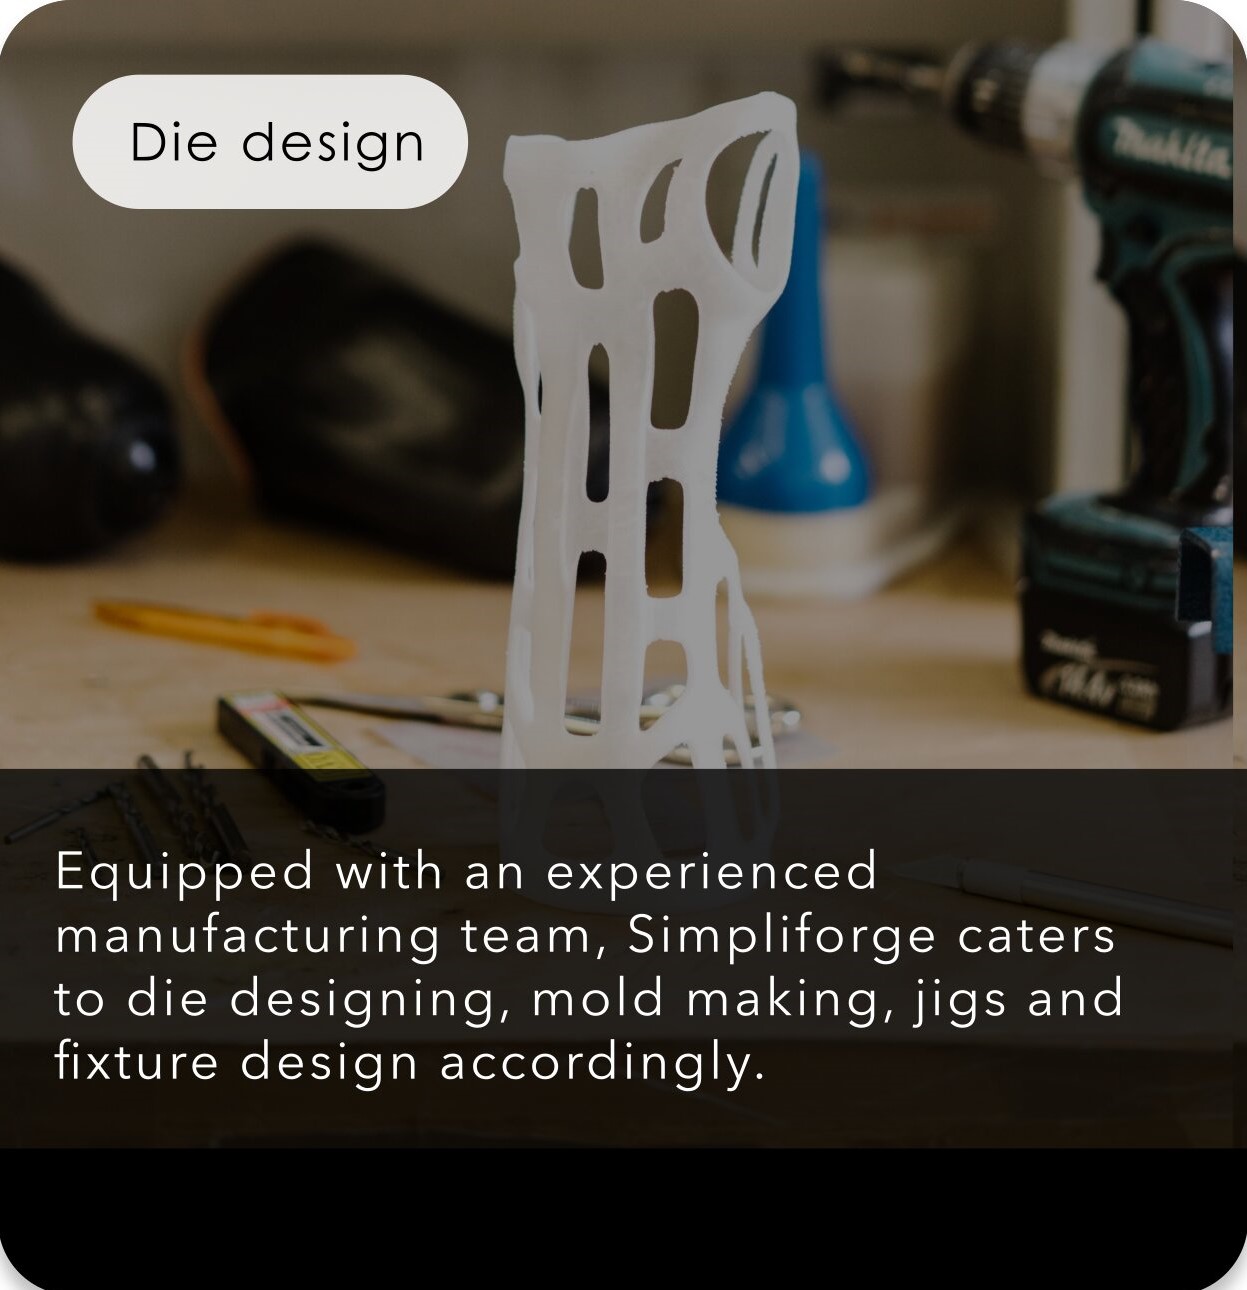 Die design
Makita
Equipped with an experienced
manufacturing team, Simpliforge caters
to die designing, mold making, jigs and
fixture design accordingly.